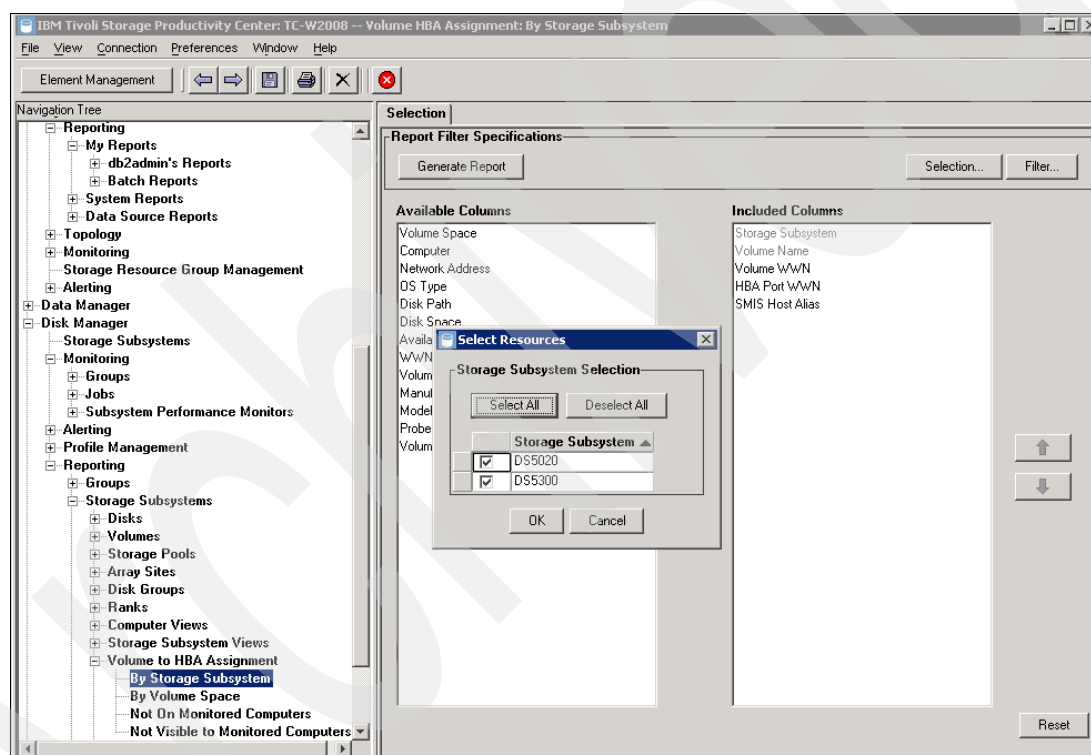 IBM Tivoli Storage Productivity Center: TC-W2008 -- Volume HBA Assignment: By Storage Subsystem
File View Connection Preferences Window Help
Element Management
Navigation Tree
Reporting
My Reports
db2admin's Reports
Batch Reports
System Reports
Data Source Reports
Topology
Monitoring
Storage Resource Group Management
Alerting
Data Manager
Disk Manager
Storage Subsystems
Monitoring
Groups
Jobs
Subsystem Performance Monitors
Alerting
Profile Management
Reporting
Groups
Storage Subsystems
Disks
Volumes
Storage Pools
Array Sites
Disk Groups
Ranks
Computer Views
Storage Subsystem Views
Volume to HBA Assignment
By Storage Subsystem
By Volume Space
Not On Monitored Computers
Not Visible to Monitored Computers
Selection
Report Filter Specifications
Generate Report
Selection...
Filter...
Available Columns
Volume Space
Computer
Network Address
OS Type
Disk Path
Disk Space
Availa
WWN
Volum
Manuf
Model
Probe
Volum
Included Columns
Storage Subsystem
Volume Name
Volume WWN
HBA Port WWN
SMIS Host Alias
Select Resources
Storage Subsystem Selection
Select All
Deselect All
Storage Subsystem
DS5020
DS5300
OK
Cancel
Reset